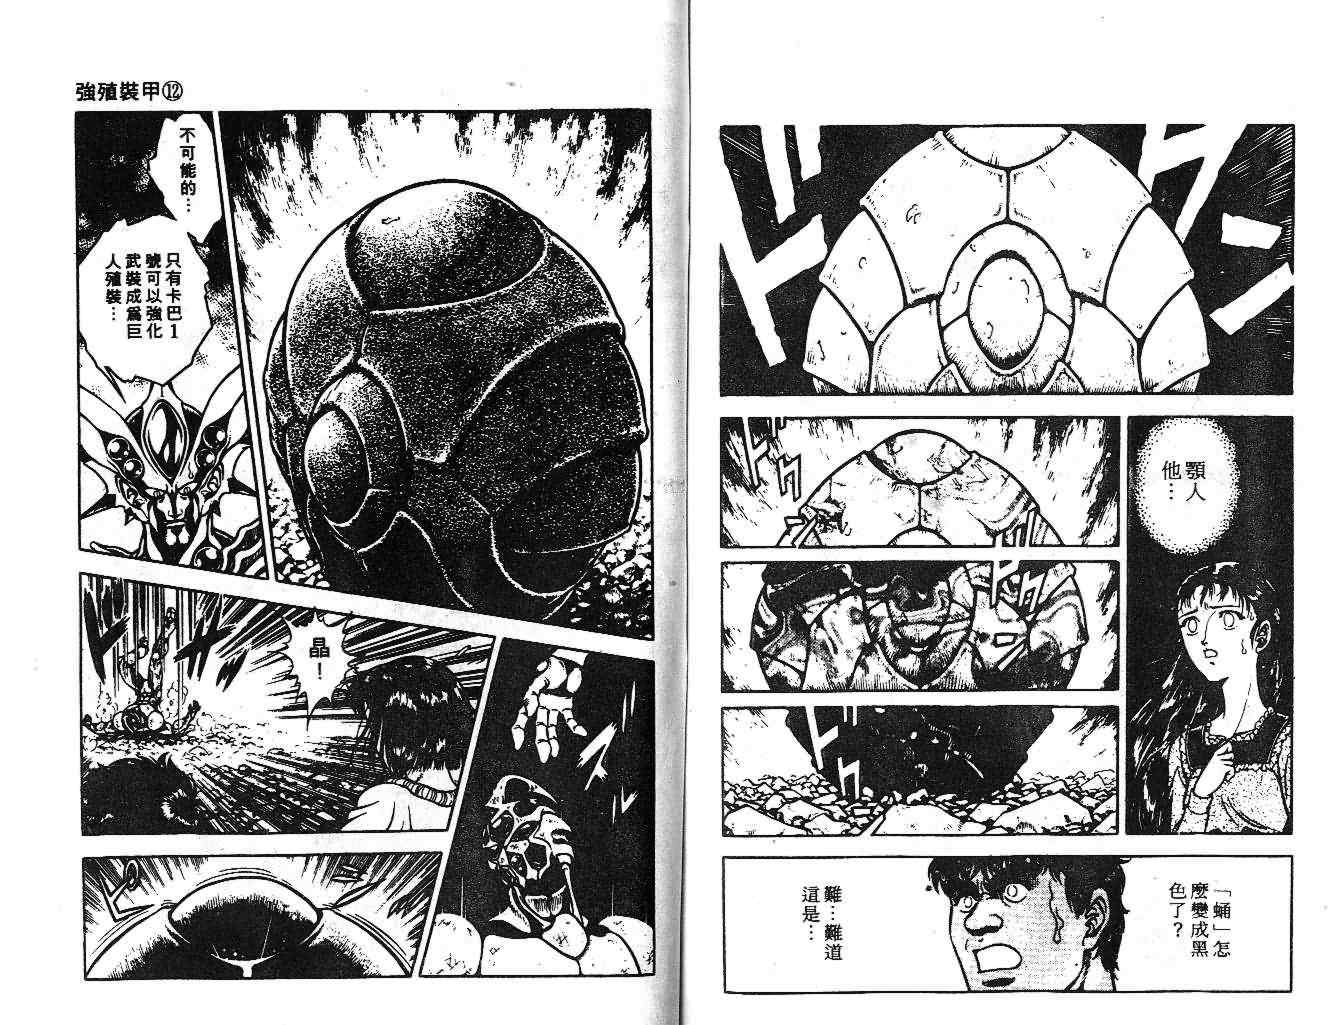 顎人
他…
「蛹」怎
麼變成黑
色了?
難…難道
這是…
強殖裝甲⑫
不可能的…
只有卡巴1
號可以強化
武裝成爲巨
人殖裝…
晶!